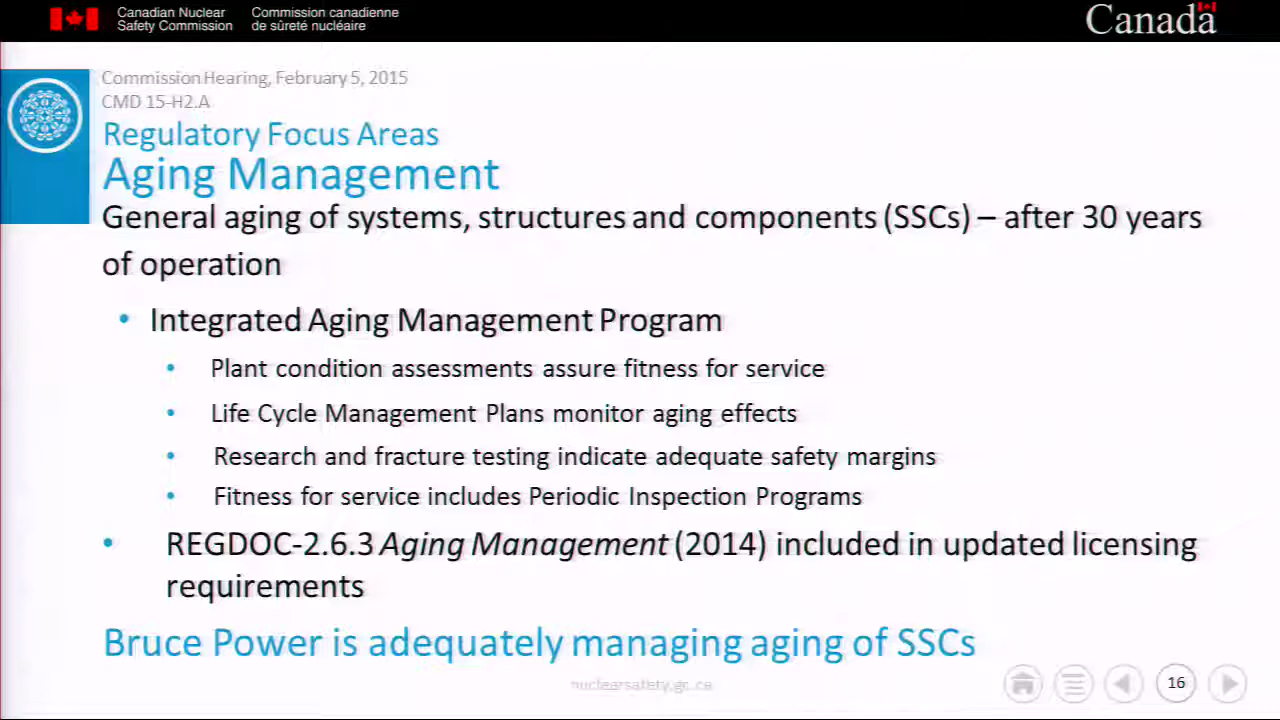 Canadian Nuclear Safety Commission
Commission canadienne de sûreté nucléaire
Canada
Commission Hearing, February 5, 2015
CMD 15-H2.A
Regulatory Focus Areas
Aging Management
General aging of systems, structures and components (SSCs) – after 30 years
of operation
• Integrated Aging Management Program
• Plant condition assessments assure fitness for service
• Life Cycle Management Plans monitor aging effects
• Research and fracture testing indicate adequate safety margins
• Fitness for service includes Periodic Inspection Programs
• REGDOC-2.6.3 Aging Management (2014) included in updated licensing
requirements
Bruce Power is adequately managing aging of SSCs
nuclearsafety.gc.ca
16